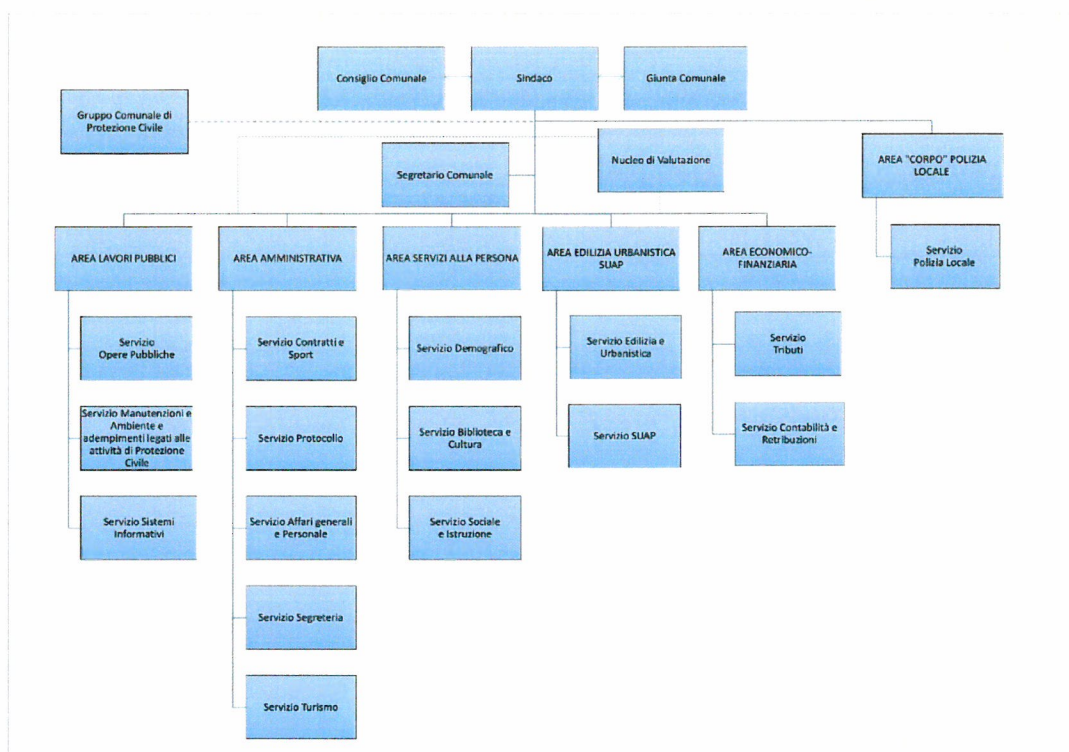 Consiglio Comunale
Sindaco
Giunta Comunale
Gruppo Comunale di
Protezione Civile
Nucleo di Valutazione
Segretario Comunale
AREA "CORPO" POLIZIA
LOCALE
Servizio
Polizia Locale
AREA LAVORI PUBBLICI
AREA AMMINISTRATIVA
AREA SERVIZI ALLA PERSONA
AREA EDILIZIA URBANISTICA
SUAP
AREA ECONOMICO-
FINANZIARIA
Servizio
Opere Pubbliche
Servizio Manutenzioni e
Ambiente e
adempimenti legati alle
attività di Protezione
Civile
Servizio Sistemi
Informativi
Servizio Contratti e
Sport
Servizio Protocollo
Servizio Affari generali
e Personale
Servizio Segreteria
Servizio Turismo
Servizio Demografico
Servizio Biblioteca e
Cultura
Servizio Sociale
e Istruzione
Servizio Edilizia e
Urbanistica
Servizio SUAP
Servizio
Tributi
Servizio Contabilità e
Retribuzioni